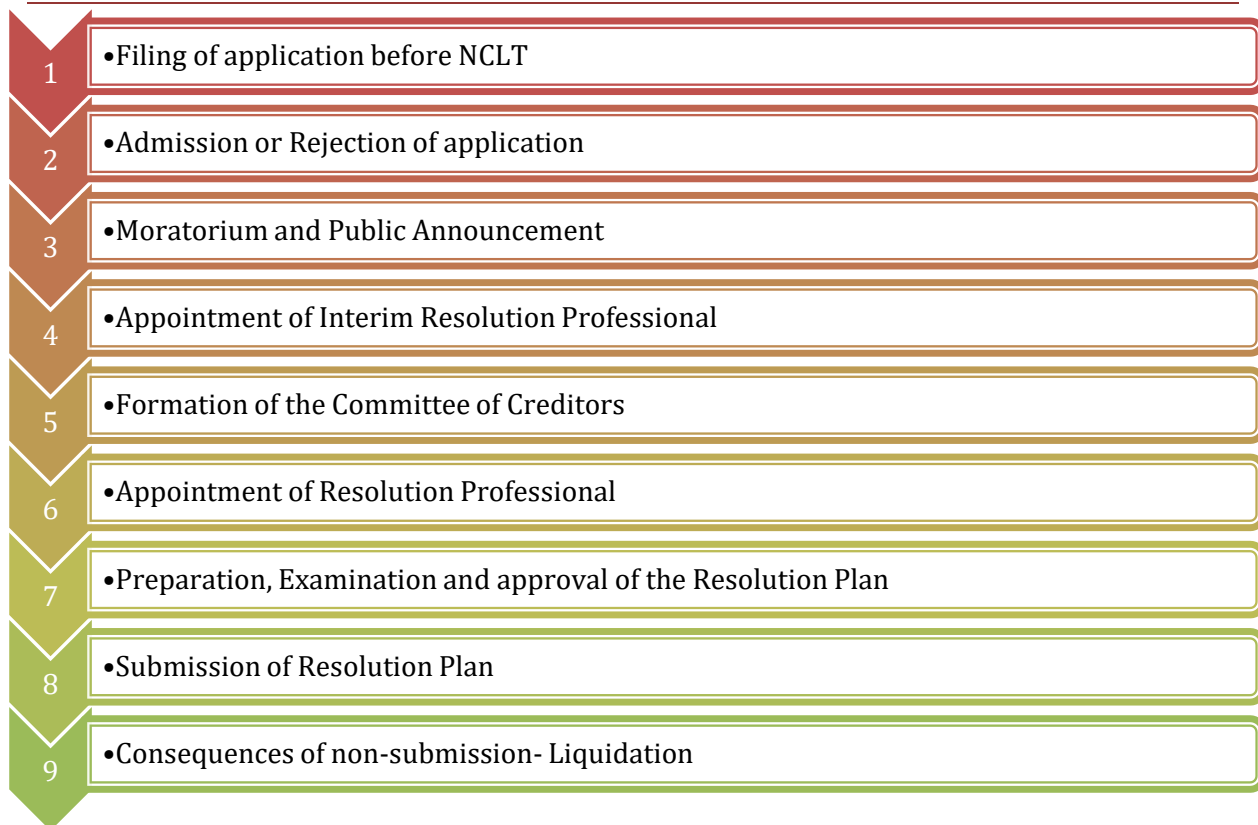 1
•Filing of application before NCLT
2
•Admission or Rejection of application
3
•Moratorium and Public Announcement
4
•Appointment of Interim Resolution Professional
5
•Formation of the Committee of Creditors
6
•Appointment of Resolution Professional
7
•Preparation, Examination and approval of the Resolution Plan
8
•Submission of Resolution Plan
9
•Consequences of non-submission- Liquidation